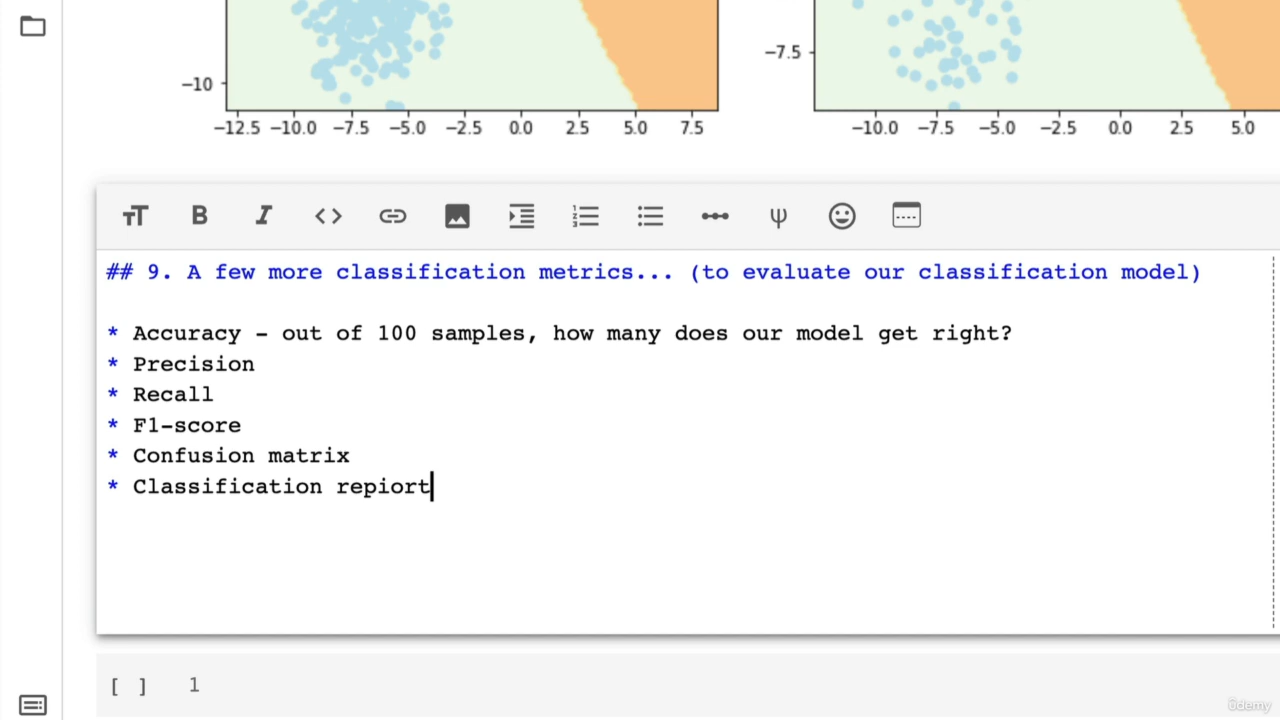 −7.5
−10
−12.5 −10.0 −7.5 −5.0 −2.5 0.0 2.5 5.0 7.5
−10.0 −7.5 −5.0 −2.5 0.0 2.5 5.0
## 9. A few more classification metrics... (to evaluate our classification model)
* Accuracy - out of 100 samples, how many does our model get right?
* Precision
* Recall
* F1-score
* Confusion matrix
* Classification repiort
[ ] 1
ûdemy